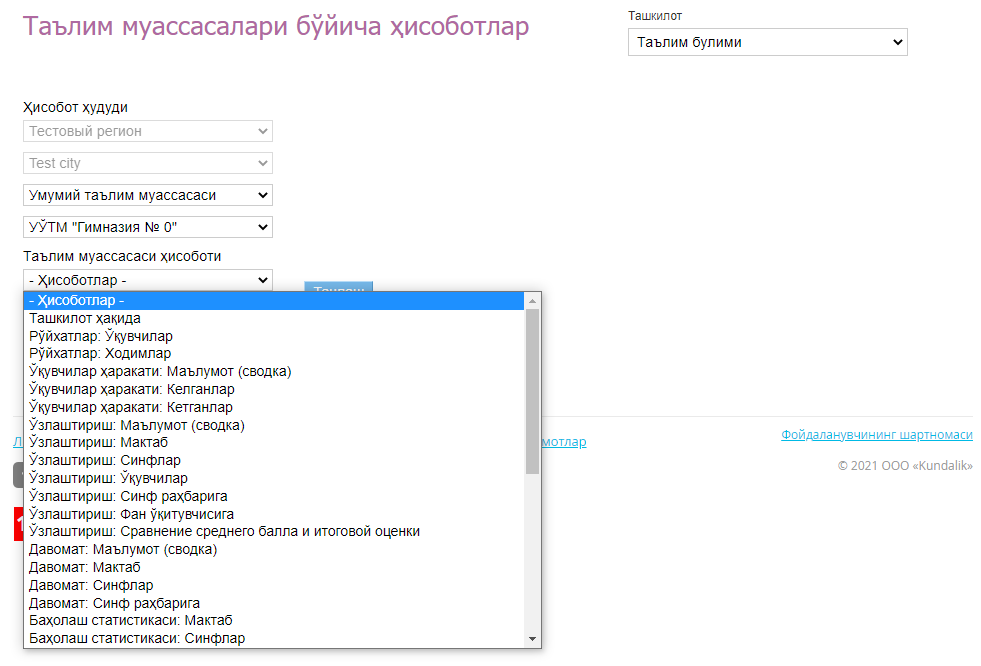 Таълим муассасалари бўйича ҳисоботлар
Ташкилот
Таълим булими
Ҳисобот ҳудуди
Тестовый регион
Test city
Умумий таълим муассасаси
УЎТМ "Гимназия № 0"
Таълим муассасаси ҳисоботи
- Ҳисоботлар -
- Ҳисоботлар -
Ташкилот ҳақида
Рўйхатлар: Ўқувчилар
Рўйхатлар: Ходимлар
Ўқувчилар ҳаракати: Маълумот (сводка)
Ўқувчилар ҳаракати: Келганлар
Ўқувчилар ҳаракати: Кетганлар
Ўзлаштириш: Маълумот (сводка)
Ўзлаштириш: Мактаб
Ўзлаштириш: Синфлар
Ўзлаштириш: Ўқувчилар
Ўзлаштириш: Синф раҳбарига
Ўзлаштириш: Фан ўқитувчисига
Ўзлаштириш: Сравнение среднего балла и итоговой оценки
Давомат: Маълумот (сводка)
Давомат: Мактаб
Давомат: Синфлар
Давомат: Синф раҳбарига
Баҳолаш статистикаси: Мактаб
Баҳолаш статистикаси: Синфлар
Фойдаланувчининг шартномаси
© 2021 ООО «Kundalik»